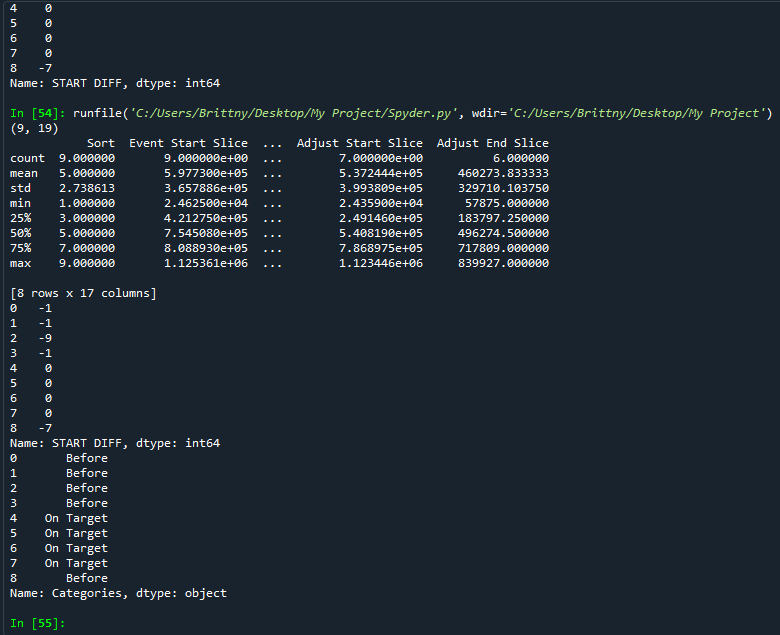 4    0
5    0
6    0
7    0
8   -7
Name: START DIFF, dtype: int64
In [54]: runfile('C:/Users/Brittny/Desktop/My Project/Spyder.py', wdir='C:/Users/Brittny/Desktop/My Project')
(9, 19)
           Sort  Event Start Slice  ...  Adjust Start Slice  Adjust End Slice
count  9.000000       9.000000e+00  ...        7.000000e+00          6.000000
mean   5.000000       5.977300e+05  ...        5.372444e+05     460273.833333
std    2.738613       3.657886e+05  ...        3.993809e+05     329710.103750
min    1.000000       2.462500e+04  ...        2.435900e+04      57875.000000
25%    3.000000       4.212750e+05  ...        2.491460e+05     183797.250000
50%    5.000000       7.545080e+05  ...        5.408190e+05     496274.500000
75%    7.000000       8.088930e+05  ...        7.868975e+05     717809.000000
max    9.000000       1.125361e+06  ...        1.123446e+06     839927.000000
[8 rows x 17 columns]
0   -1
1   -1
2   -9
3   -1
4    0
5    0
6    0
7    0
8   -7
Name: START DIFF, dtype: int64
0       Before
1       Before
2       Before
3       Before
4    On Target
5    On Target
6    On Target
7    On Target
8       Before
Name: Categories, dtype: object
In [55]: